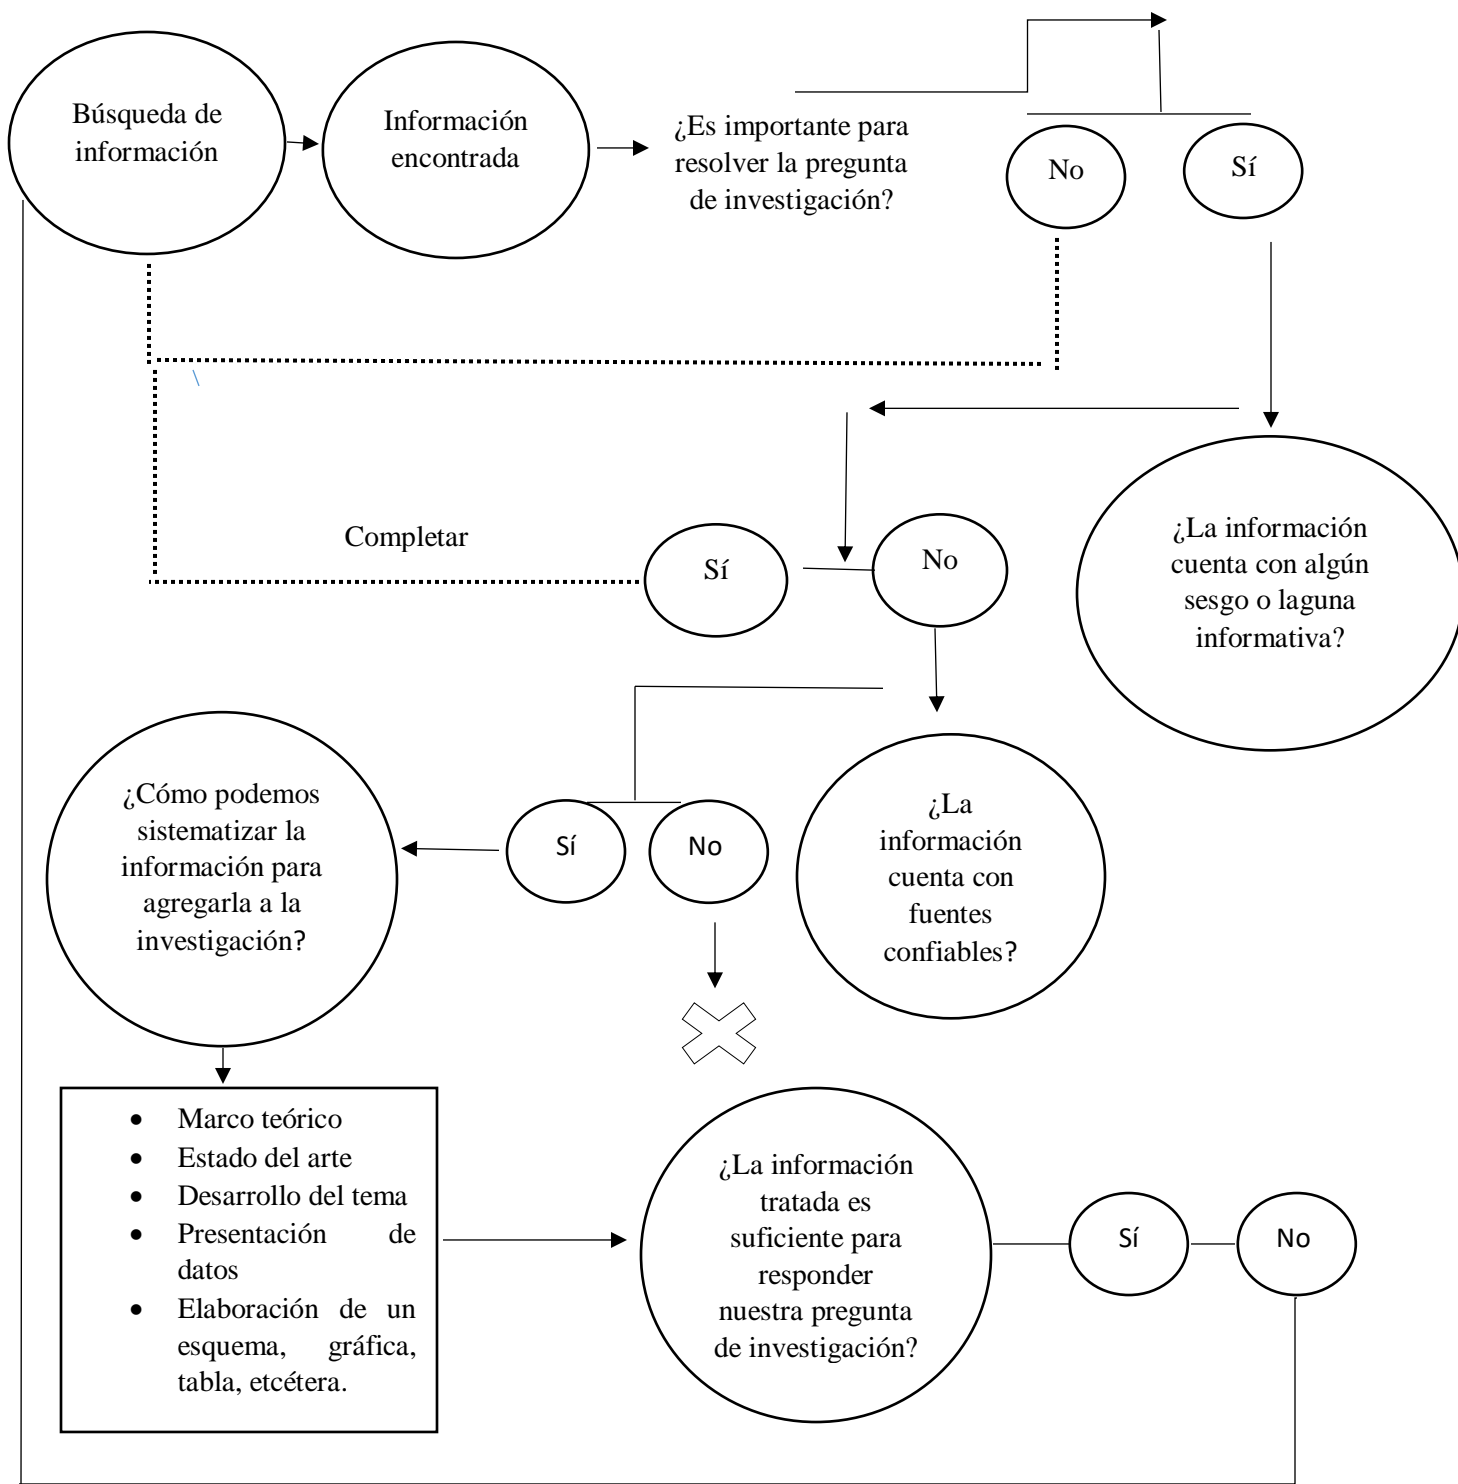 Búsqueda de
información
Información
encontrada
¿Es importante para
resolver la pregunta
de investigación?
No
Sí
¿La información
cuenta con algún
sesgo o laguna
informativa?
Completar
Sí
No
¿La
información
cuenta con
fuentes
confiables?
Sí
No
¿Cómo podemos
sistematizar la
información para
agregarla a la
investigación?
• Marco teórico
• Estado del arte
• Desarrollo del tema
• Presentación de
datos
• Elaboración de un
esquema, gráfica,
tabla, etcétera.
¿La información
tratada es
suficiente para
responder
nuestra pregunta
de investigación?
Sí
No